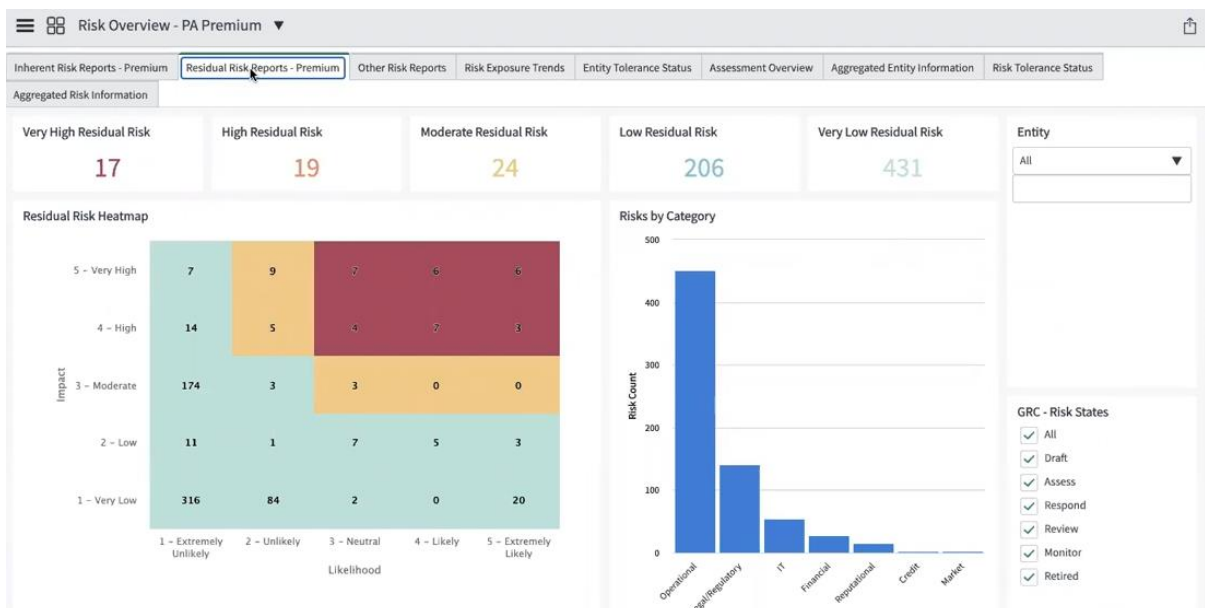 Risk Overview - PA Premium ▼
Inherent Risk Reports - Premium
Residual Risk Reports - Premium
Other Risk Reports
Risk Exposure Trends
Entity Tolerance Status
Assessment Overview
Aggregated Entity Information
Risk Tolerance Status
Aggregated Risk Information
Very High Residual Risk
17
High Residual Risk
19
Moderate Residual Risk
24
Low Residual Risk
206
Very Low Residual Risk
431
Entity
All ▼
Residual Risk Heatmap
Impact
5 - Very High 7 9 7 6 6
4 - High 14 5 4 7 3
3 - Moderate 174 3 3 0 0
2 - Low 11 1 7 5 3
1 - Very Low 316 84 2 0 20
1 - Extremely Unlikely
2 - Unlikely
3 - Neutral
4 - Likely
5 - Extremely Likely
Likelihood
Risks by Category
Risk Count
500
400
300
200
100
0
Operational
gal/Regulatory
IT
Financial
Reputational
Credit
Market
GRC - Risk States
All
Draft
Assess
Respond
Review
Monitor
Retired